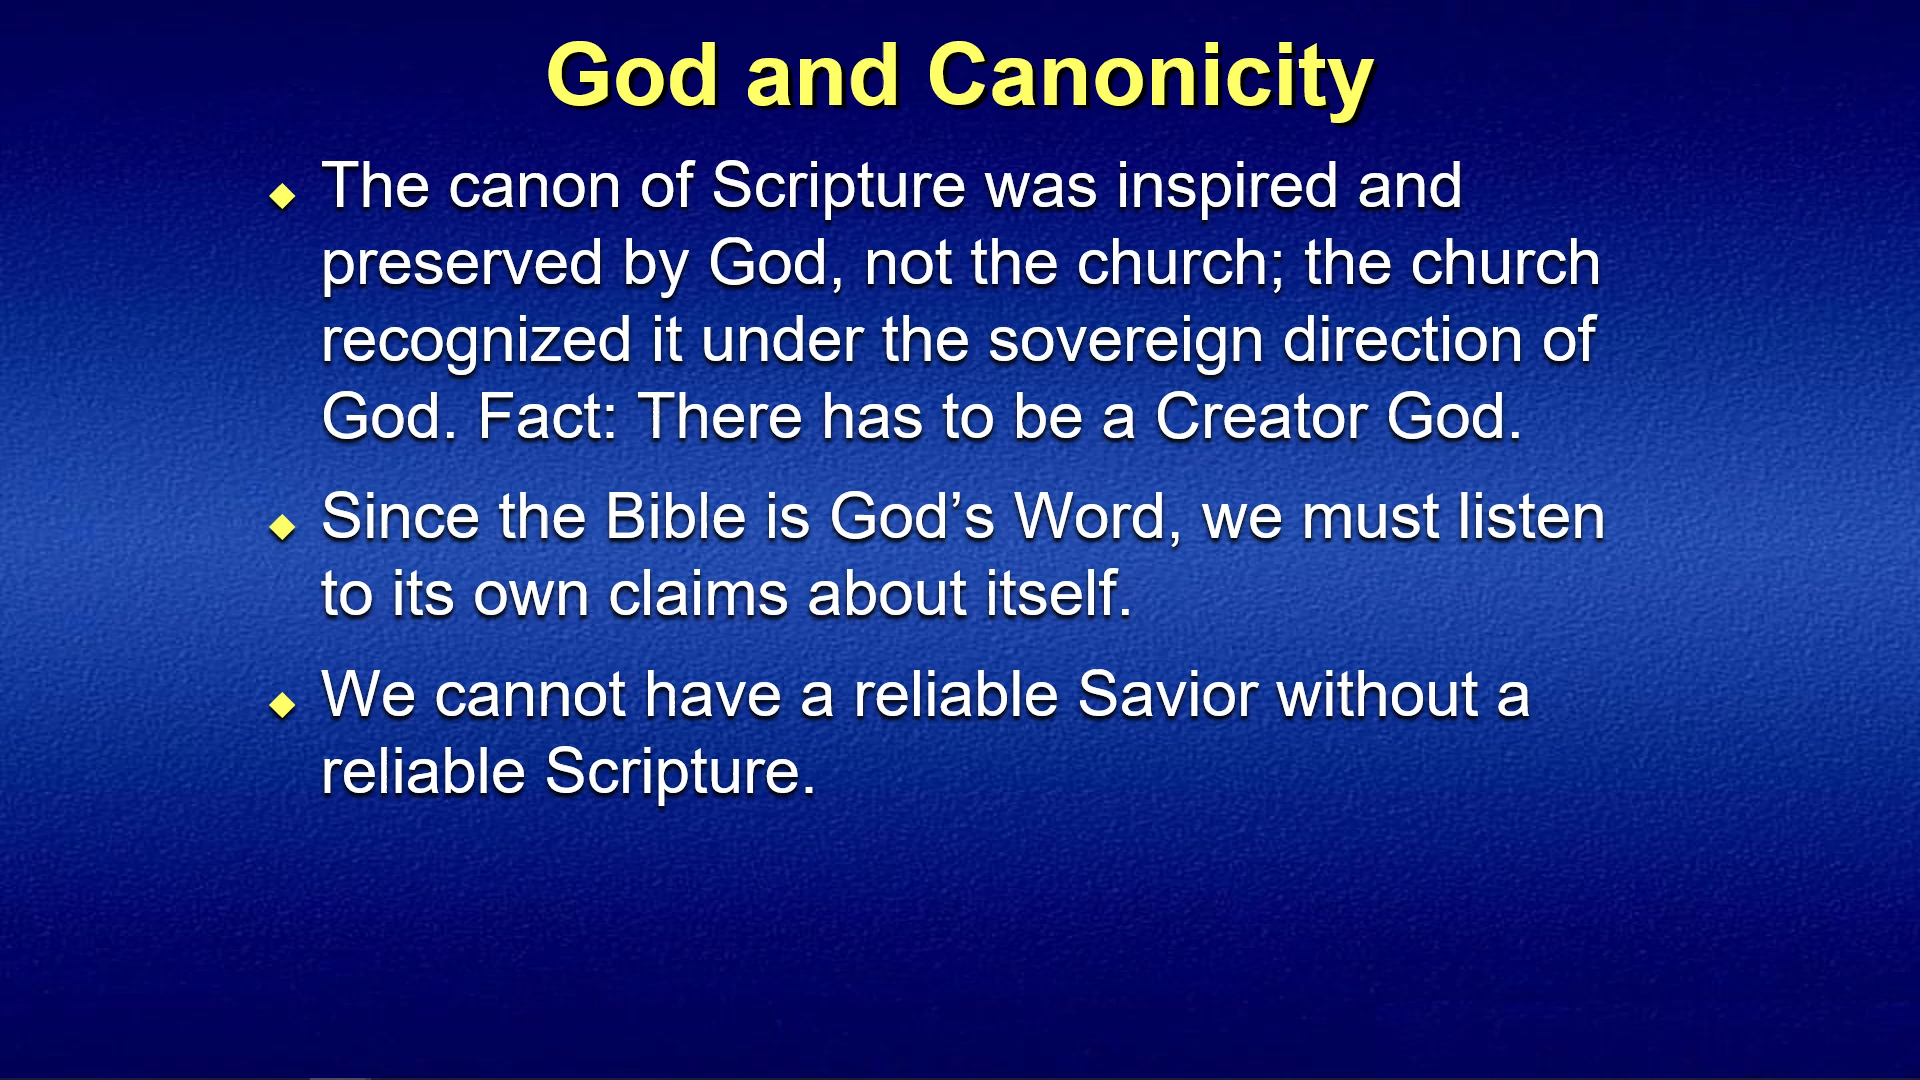 God and Canonicity
The canon of Scripture was inspired and
preserved by God, not the church; the church
recognized it under the sovereign direction of
God. Fact: There has to be a Creator God.
Since the Bible is God’s Word, we must listen
to its own claims about itself.
We cannot have a reliable Savior without a
reliable Scripture.